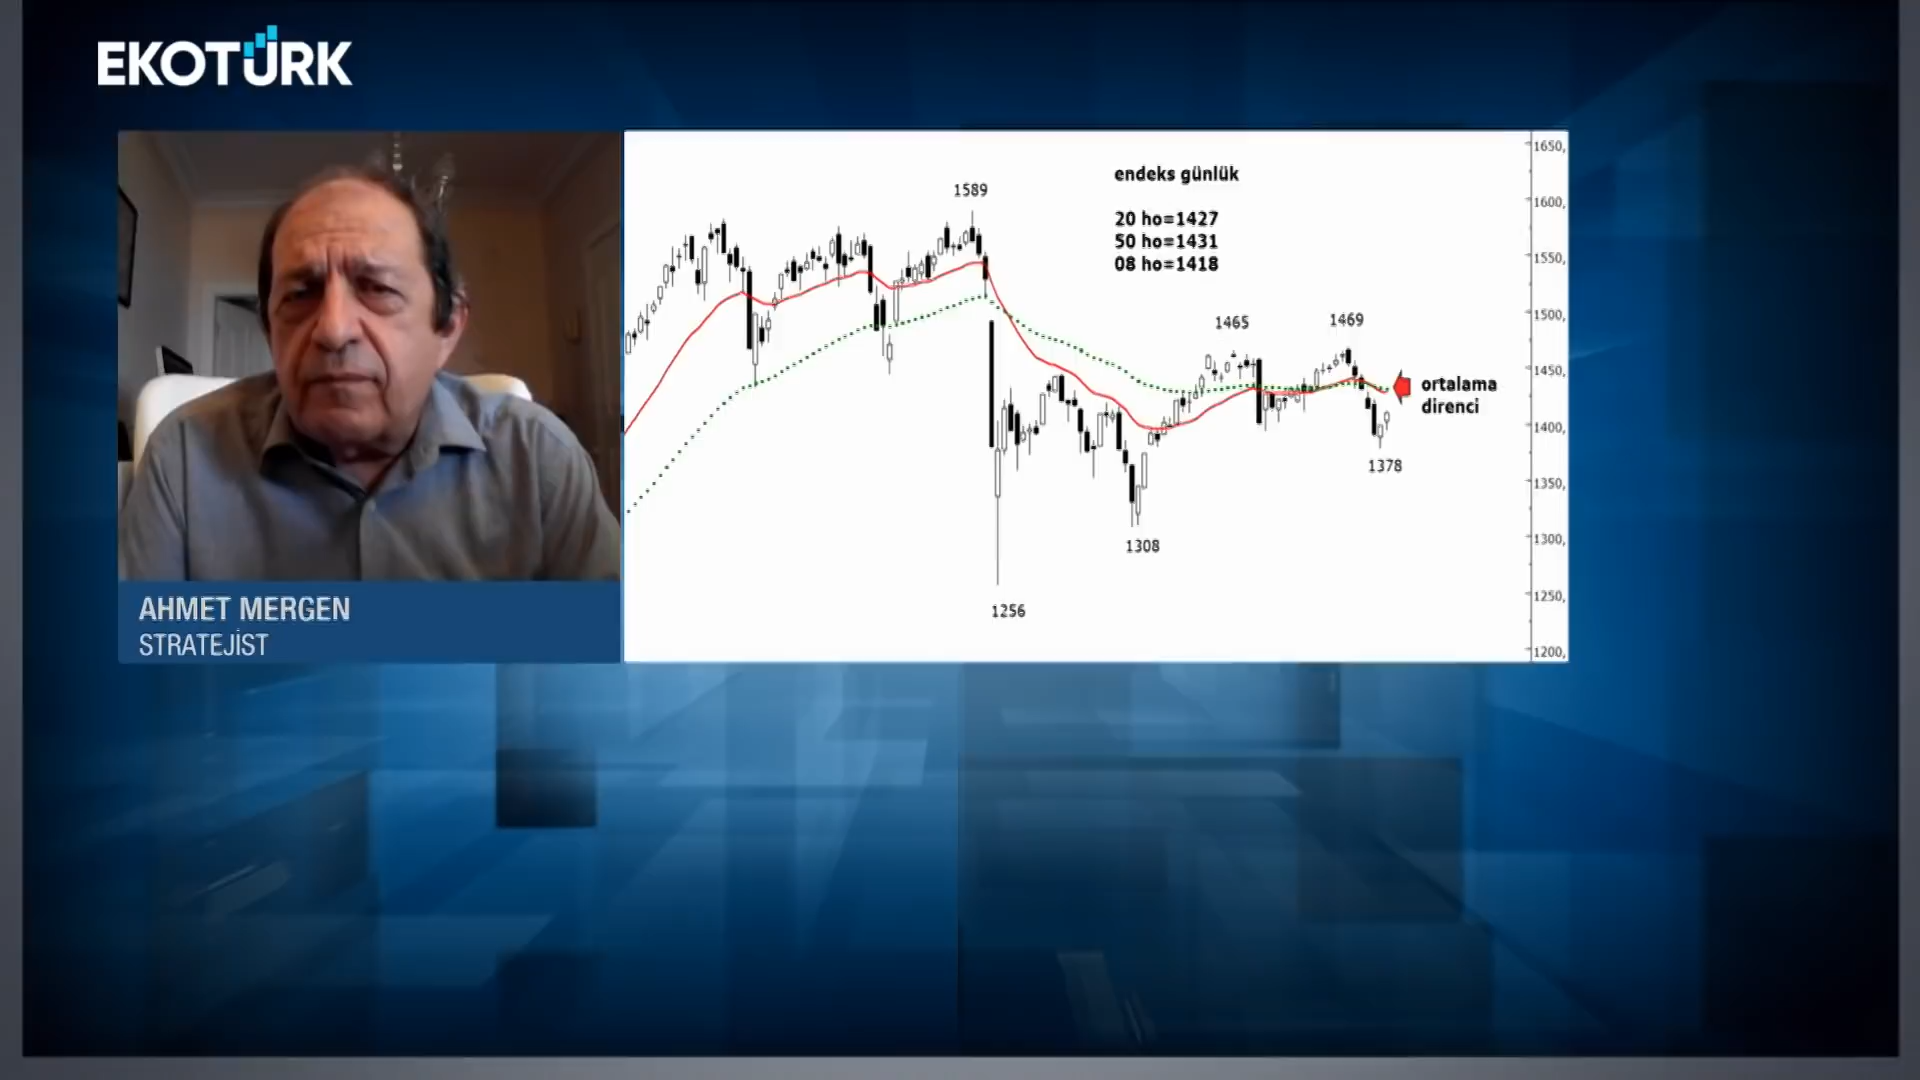 EKOTÜRK
AHMET MERGEN
STRATEJİST
endeks günlük
20 ho=1427
50 ho=1431
08 ho=1418
1589
1465
1469
ortalama
direnci
1378
1308
1256
1650,
1600,
1550,
1500,
1450,
1400,
1350,
1300,
1250,
1200,